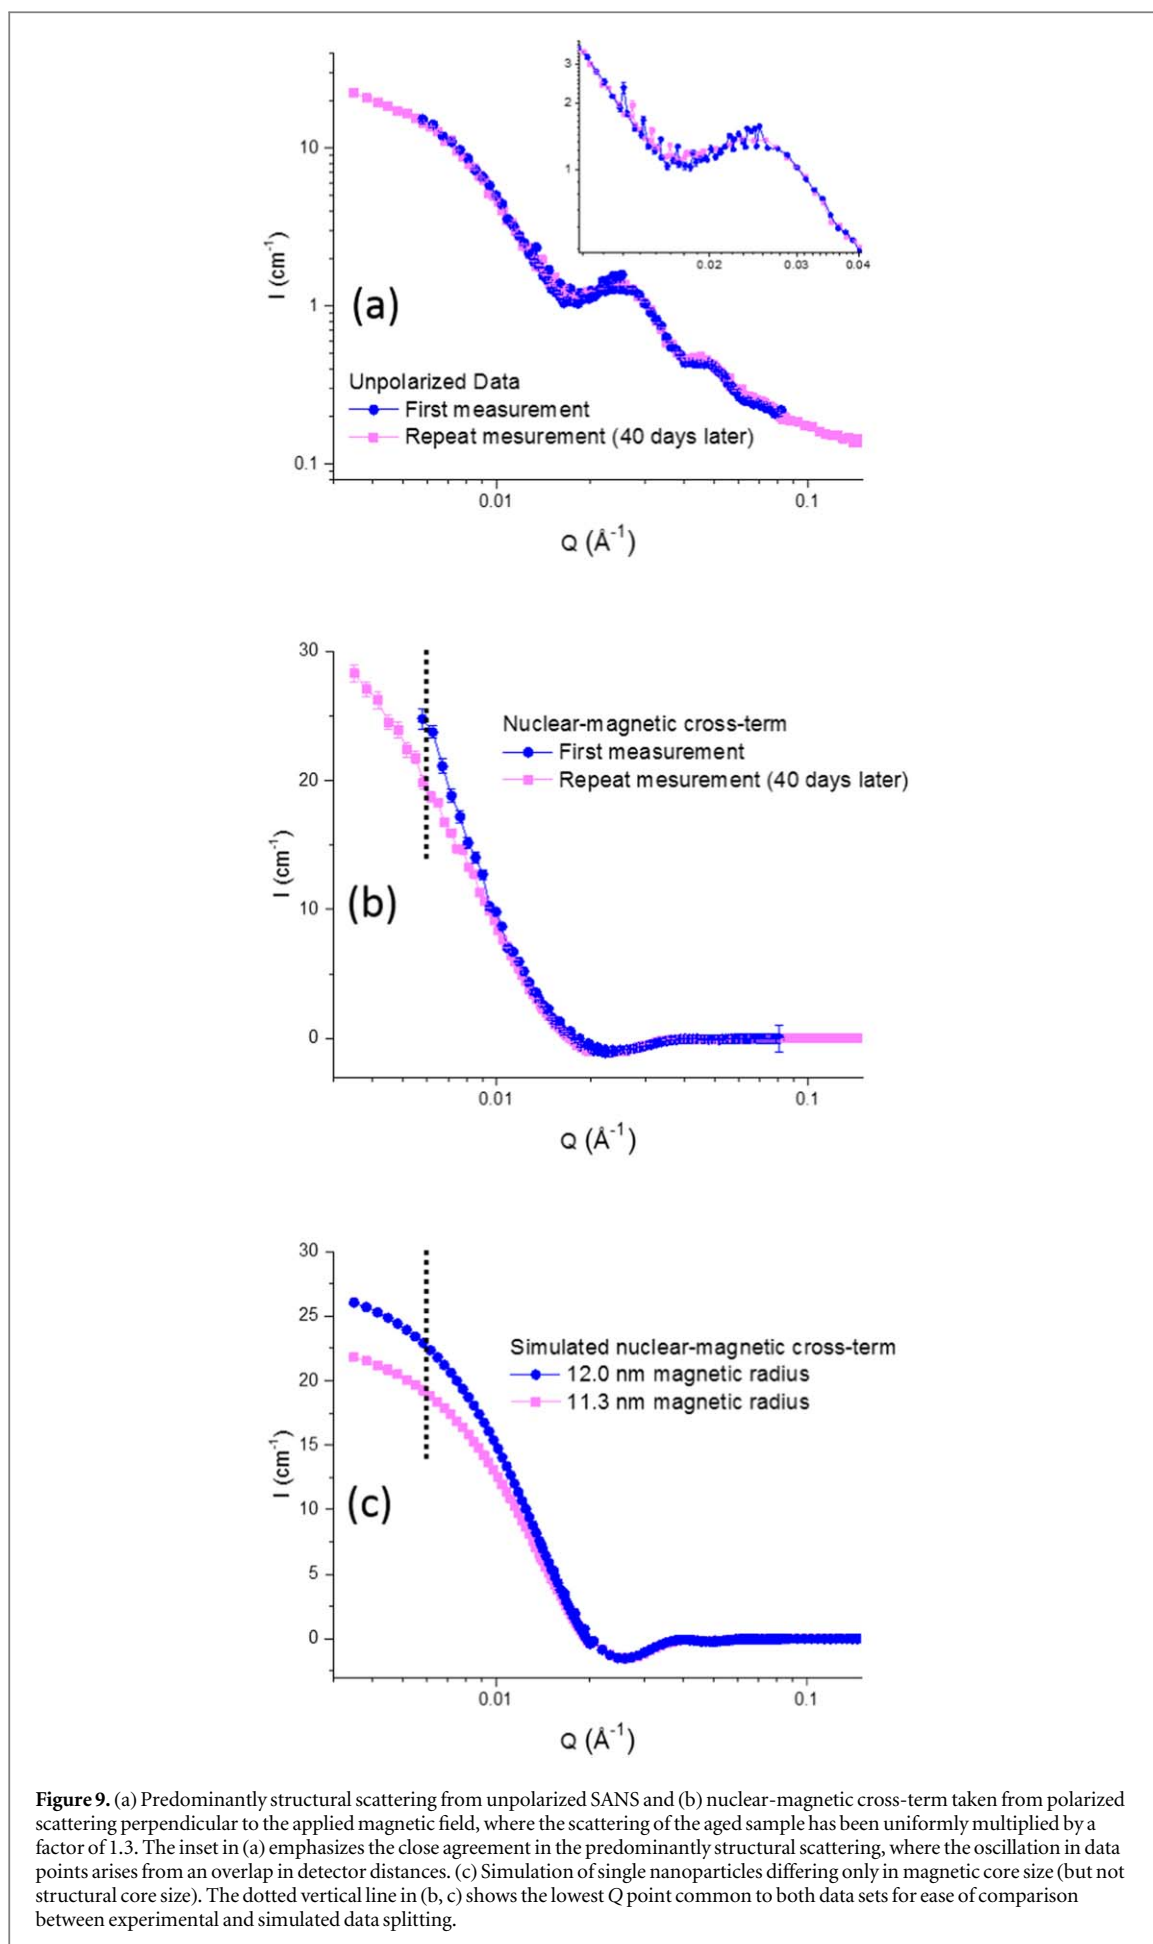 3
2
1
0.02
0.03
0.04
10
1
0.1
I (cm⁻¹)
(a)
Unpolarized Data
First measurement
Repeat mesurement (40 days later)
0.01
0.1
Q (Å⁻¹)
30
20
10
0
I (cm⁻¹)
(b)
Nuclear-magnetic cross-term
First measurement
Repeat mesurement (40 days later)
0.01
0.1
Q (Å⁻¹)
30
25
20
15
10
5
0
I (cm⁻¹)
(c)
Simulated nuclear-magnetic cross-term
12.0 nm magnetic radius
11.3 nm magnetic radius
0.01
0.1
Q (Å⁻¹)
Figure 9. (a) Predominantly structural scattering from unpolarized SANS and (b) nuclear-magnetic cross-term taken from polarized
scattering perpendicular to the applied magnetic field, where the scattering of the aged sample has been uniformly multiplied by a
factor of 1.3. The inset in (a) emphasizes the close agreement in the predominantly structural scattering, where the oscillation in data
points arises from an overlap in detector distances. (c) Simulation of single nanoparticles differing only in magnetic core size (but not
structural core size). The dotted vertical line in (b, c) shows the lowest Q point common to both data sets for ease of comparison
between experimental and simulated data splitting.